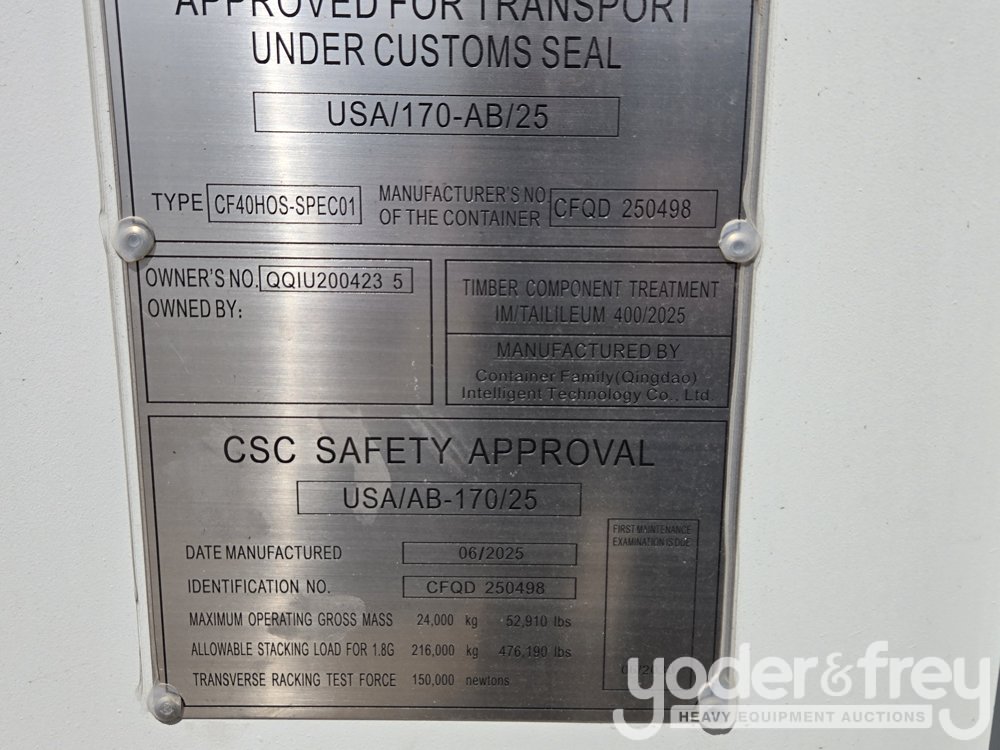 APPROVED FOR TRANSPORT
UNDER CUSTOMS SEAL
USA/170-AB/25
TYPE CF40HOS-SPEC01
MANUFACTURER'S NO
OF THE CONTAINER CFQD 250498
OWNER'S NO. QQIU200423 5
OWNED BY:
TIMBER COMPONENT TREATMENT
IM/TAILILEUM 400/2025
MANUFACTURED BY
Container Family(Qingdao)
Intelligent Technology Co., Ltd.
CSC SAFETY APPROVAL
USA/AB-170/25
FIRST MAINTENANCE
EXAMINATION IS DUE
DATE MANUFACTURED 06/2025
IDENTIFICATION NO. CFQD 250498
MAXIMUM OPERATING GROSS MASS 24,000 kg 52,910 lbs
ALLOWABLE STACKING LOAD FOR 1.8G 216,000 kg 476,190 lbs
TRANSVERSE RACKING TEST FORCE 150,000 newtons
yoder&frey
HEAVY EQUIPMENT AUCTIONS